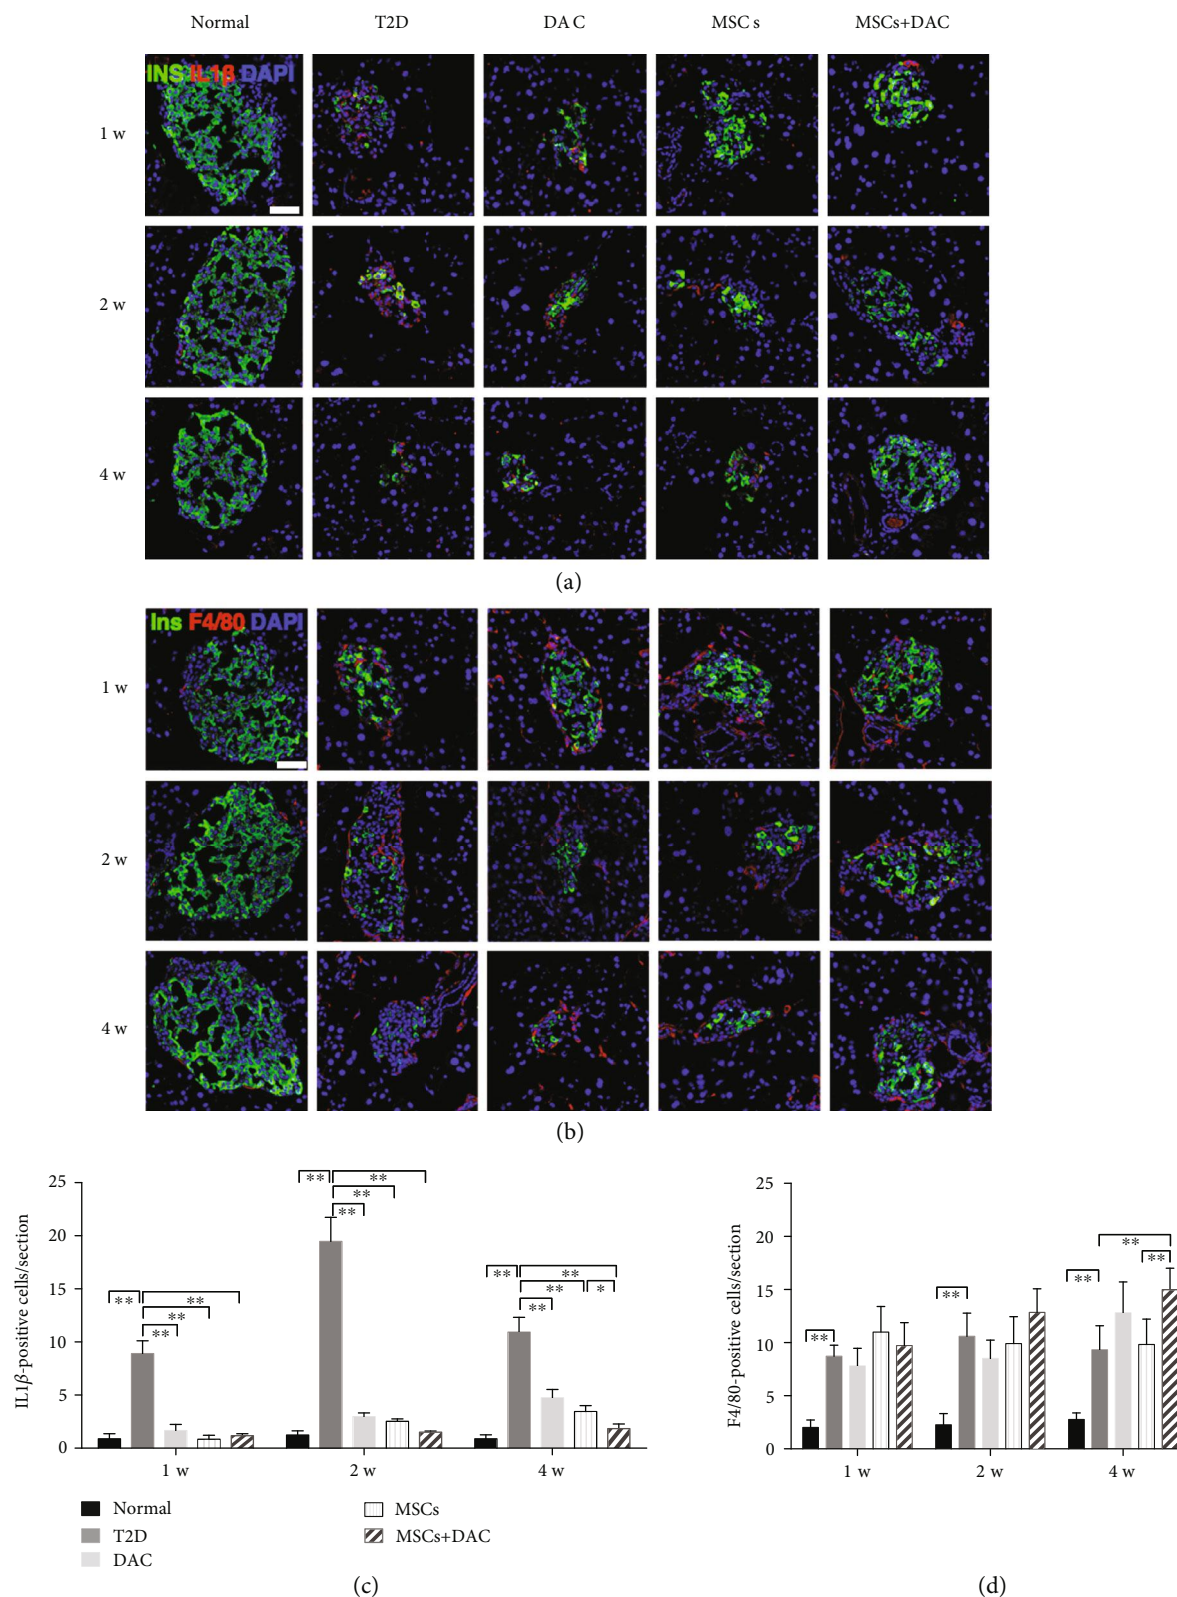 Normal T2D DA C MSC s MSCs+DAC
INS IL1β DAPI
1 w
2 w
4 w
(a)
Ins F4/80 DAPI
1 w
2 w
4 w
(b)
IL1β-positive cells/section
25
20
15
10
5
0
** **
**
**
** **
**
**
** **
** *
**
1 w 2 w 4 w
Normal
T2D
DAC
MSCs
MSCs+DAC
(c)
F4/80-positive cells/section
25
20
15
10
5
0
**
**
**
**
**
1 w 2 w 4 w
(d)